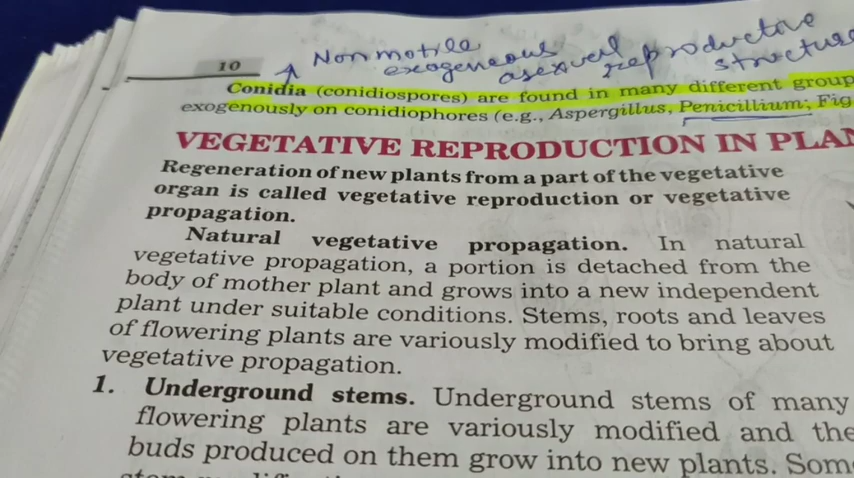 10
Nonmotile
exogeneous asexual reproductive
structure
Conidia (conidiospores) are found in many different group
exogenously on conidiophores (e.g., Aspergillus, Penicillium; Fig
VEGETATIVE REPRODUCTION IN PLAN
Regeneration of new plants from a part of the vegetative
organ is called vegetative reproduction or vegetative
propagation.
Natural vegetative propagation. In natural
vegetative propagation, a portion is detached from the
body of mother plant and grows into a new independent
plant under suitable conditions. Stems, roots and leaves
of flowering plants are variously modified to bring about
vegetative propagation.
1. Underground stems. Underground stems of many
flowering plants are variously modified and the
buds produced on them grow into new plants. Som